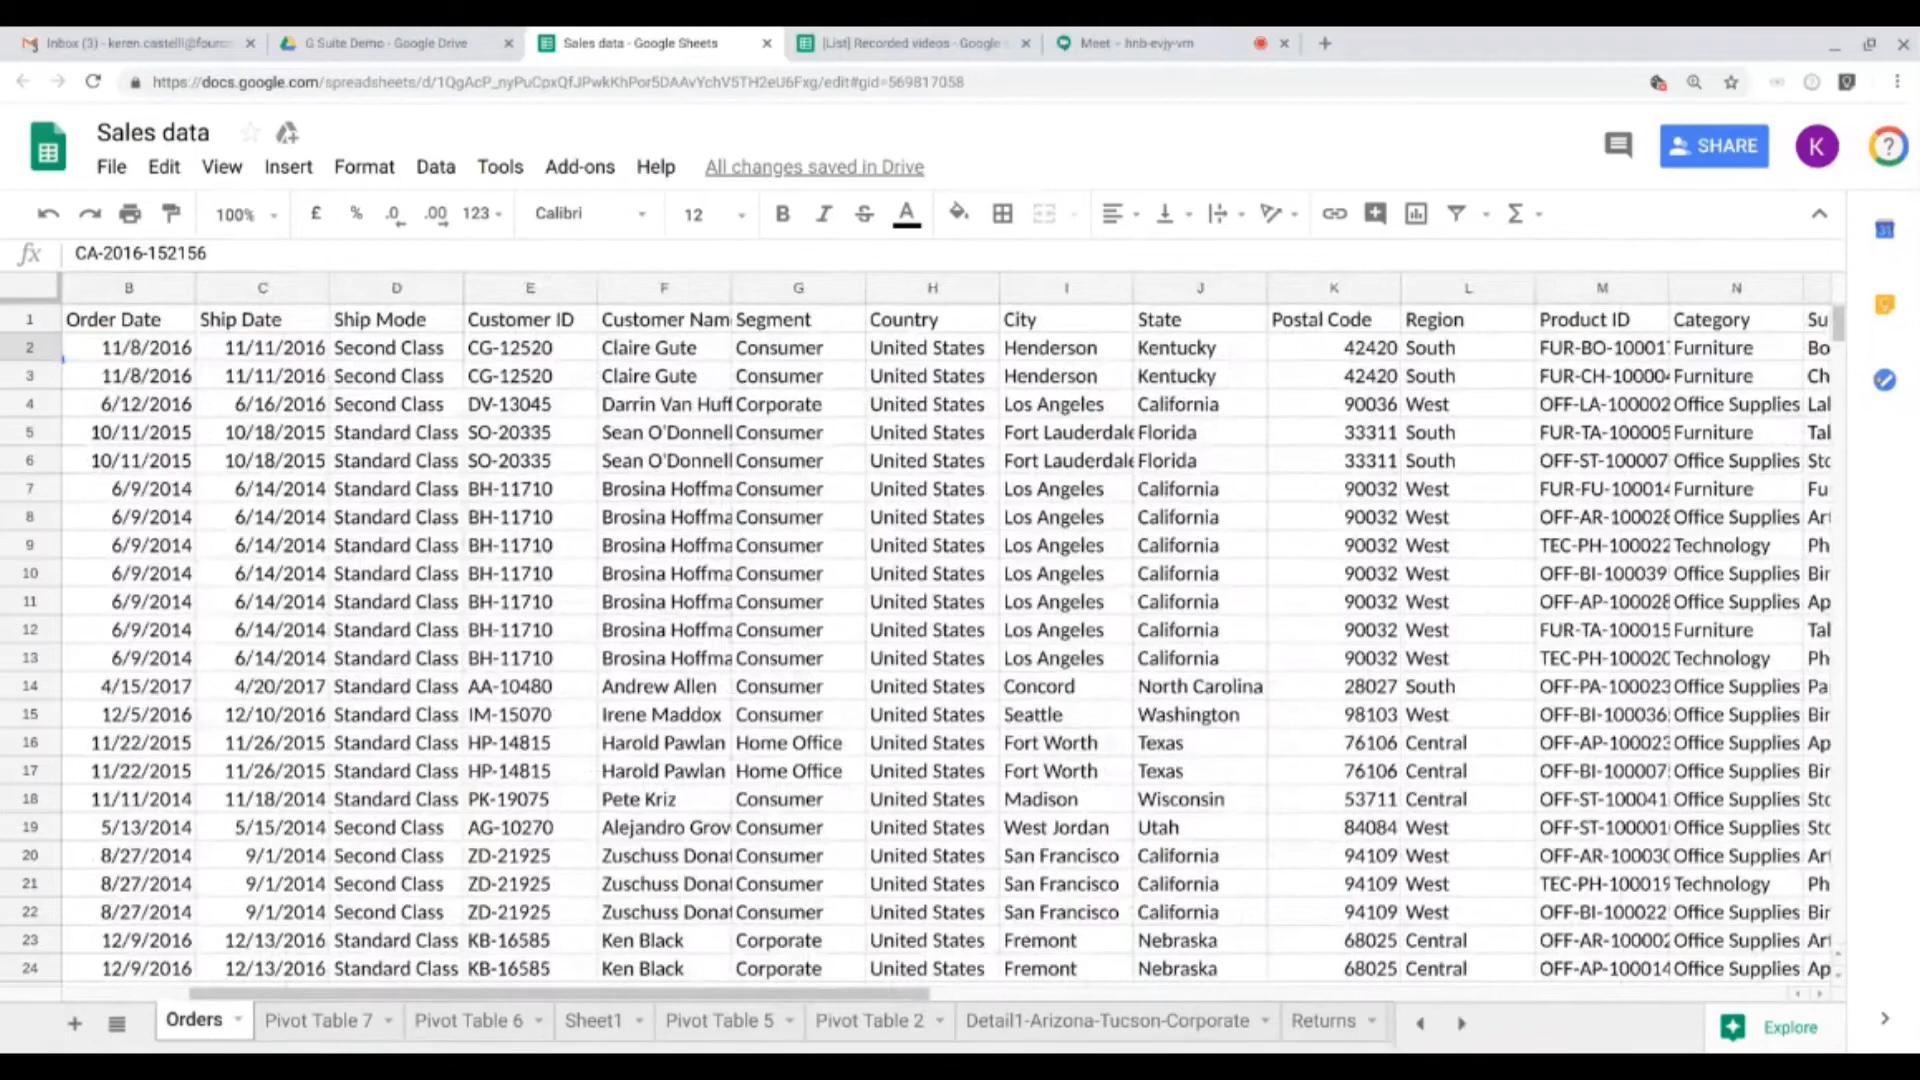 Inbox (3) - keren.castelli@fourc
G Suite Demo - Google Drive
Sales data - Google Sheets
[List] Recorded videos - Google
Meet – hnb-evjy-vrn
https://docs.google.com/spreadsheets/d/1QgAcP_nyPuCpxQfJPwkKhPor5DAAvYchV5TH2eU6Fxg/edit#gid=569817058
Sales data
File Edit View Insert Format Data Tools Add-ons Help All changes saved in Drive
SHARE K ?
100% £ % .0 .00 123 Calibri 12 B I S A Σ
fx CA-2016-152156
B C D E F G H I J K L M N
1 Order Date Ship Date Ship Mode Customer ID Customer Nam Segment Country City State Postal Code Region Product ID Category Su
2 11/8/2016 11/11/2016 Second Class CG-12520 Claire Gute Consumer United States Henderson Kentucky 42420 South FUR-BO-10001 Furniture Bo
3 11/8/2016 11/11/2016 Second Class CG-12520 Claire Gute Consumer United States Henderson Kentucky 42420 South FUR-CH-10000 Furniture Ch
4 6/12/2016 6/16/2016 Second Class DV-13045 Darrin Van Huff Corporate United States Los Angeles California 90036 West OFF-LA-100002 Office Supplies Lal
5 10/11/2015 10/18/2015 Standard Class SO-20335 Sean O'Donnell Consumer United States Fort Lauderdale Florida 33311 South FUR-TA-100005 Furniture Tal
6 10/11/2015 10/18/2015 Standard Class SO-20335 Sean O'Donnell Consumer United States Fort Lauderdale Florida 33311 South OFF-ST-100007 Office Supplies Sto
7 6/9/2014 6/14/2014 Standard Class BH-11710 Brosina Hoffma Consumer United States Los Angeles California 90032 West FUR-FU-100014 Furniture Fu
8 6/9/2014 6/14/2014 Standard Class BH-11710 Brosina Hoffma Consumer United States Los Angeles California 90032 West OFF-AR-100028 Office Supplies Art
9 6/9/2014 6/14/2014 Standard Class BH-11710 Brosina Hoffma Consumer United States Los Angeles California 90032 West TEC-PH-100022 Technology Ph
10 6/9/2014 6/14/2014 Standard Class BH-11710 Brosina Hoffma Consumer United States Los Angeles California 90032 West OFF-BI-100039 Office Supplies Bir
11 6/9/2014 6/14/2014 Standard Class BH-11710 Brosina Hoffma Consumer United States Los Angeles California 90032 West OFF-AP-100028 Office Supplies Ap
12 6/9/2014 6/14/2014 Standard Class BH-11710 Brosina Hoffma Consumer United States Los Angeles California 90032 West FUR-TA-100015 Furniture Tal
13 6/9/2014 6/14/2014 Standard Class BH-11710 Brosina Hoffma Consumer United States Los Angeles California 90032 West TEC-PH-100020 Technology Ph
14 4/15/2017 4/20/2017 Standard Class AA-10480 Andrew Allen Consumer United States Concord North Carolina 28027 South OFF-PA-100023 Office Supplies Pa
15 12/5/2016 12/10/2016 Standard Class IM-15070 Irene Maddox Consumer United States Seattle Washington 98103 West OFF-BI-100036 Office Supplies Bir
16 11/22/2015 11/26/2015 Standard Class HP-14815 Harold Pawlan Home Office United States Fort Worth Texas 76106 Central OFF-AP-100023 Office Supplies Ap
17 11/22/2015 11/26/2015 Standard Class HP-14815 Harold Pawlan Home Office United States Fort Worth Texas 76106 Central OFF-BI-100007 Office Supplies Bir
18 11/11/2014 11/18/2014 Standard Class PK-19075 Pete Kriz Consumer United States Madison Wisconsin 53711 Central OFF-ST-100041 Office Supplies Sto
19 5/13/2014 5/15/2014 Second Class AG-10270 Alejandro Grov Consumer United States West Jordan Utah 84084 West OFF-ST-100001 Office Supplies Sto
20 8/27/2014 9/1/2014 Second Class ZD-21925 Zuschuss Donat Consumer United States San Francisco California 94109 West OFF-AR-100030 Office Supplies Art
21 8/27/2014 9/1/2014 Second Class ZD-21925 Zuschuss Donat Consumer United States San Francisco California 94109 West TEC-PH-100019 Technology Ph
22 8/27/2014 9/1/2014 Second Class ZD-21925 Zuschuss Donat Consumer United States San Francisco California 94109 West OFF-BI-100022 Office Supplies Bir
23 12/9/2016 12/13/2016 Standard Class KB-16585 Ken Black Corporate United States Fremont Nebraska 68025 Central OFF-AR-100002 Office Supplies Art
24 12/9/2016 12/13/2016 Standard Class KB-16585 Ken Black Corporate United States Fremont Nebraska 68025 Central OFF-AP-100014 Office Supplies Ap
Orders Pivot Table 7 Pivot Table 6 Sheet1 Pivot Table 5 Pivot Table 2 Detail1-Arizona-Tucson-Corporate Returns Explore